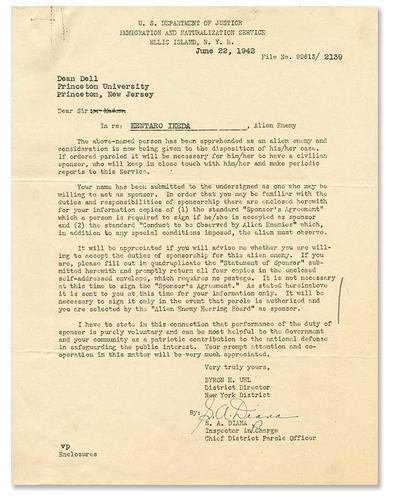 U. S. DEPARTMENT OF JUSTICE
IMMIGRATION AND NATURALIZATION SERVICE
ELLIS ISLAND, N. Y. H.
June 22, 1942
File No. 99613/ 2139
Dean Dell
Princeton University
Princeton, New Jersey
Dear Sir
In re: KENTARO IKEDA, Alien Enemy
The above-named person has been apprehended as an alien enemy and
consideration is now being given to the disposition of his/her case.
If ordered paroled it will be necessary for him/her to have a civilian
sponsor, who will keep in close touch with him/her and make periodic
reports to this Service.
Your name has been submitted to the undersigned as one who may be
willing to act as sponsor. In order that you may be familiar with the
duties and responsibilities of sponsorship there are enclosed herewith
for your information copies of (1) the standard "Sponsor's Agreement"
which a person is required to sign if he/she is accepted as sponsor
and (2) the standard "Conduct to be Observed by Alien Enemies" which,
in addition to any special conditions imposed, the alien must observe.
It will be appreciated if you will advise me whether you are will-
ing to accept the duties of sponsorship for this alien enemy. If you
are, please fill out in quadruplicate the "Statement of Sponsor" sub-
mitted herewith and promptly return all four copies in the enclosed
self-addressed envelope, which requires no postage. It is not necessary
at this time to sign the "Sponsor's Agreement." As stated hereinabove
it is sent to you at this time for your information only. It will be
necessary to sign it only in the event that parole is authorized and
you are selected by the "Alien Enemy Hearing Board" as sponsor.
I have to state in this connection that performance of the duty of
sponsor is purely voluntary and can be most helpful to the Government
and your community as a patriotic contribution to the national defense
in safeguarding the public interest. Your prompt attention and co-
operation in this matter will be very much appreciated.
Very truly yours,
BYRON H. UHL
District Director
New York District
By: S. A. Diana
S. A. DIANA
Inspector in Charge
Chief District Parole Officer
vp
Enclosures